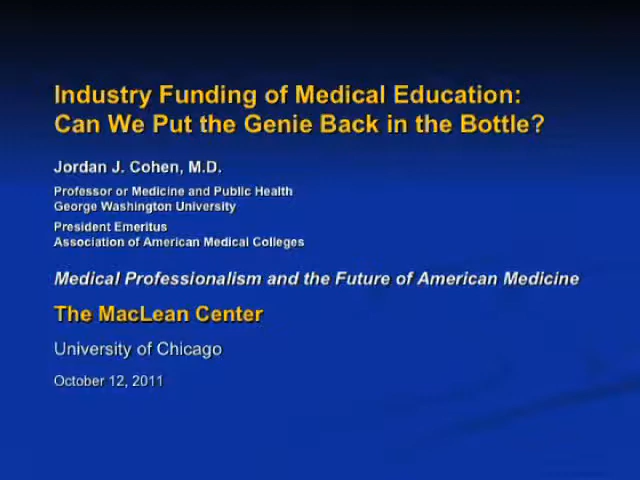 Industry Funding of Medical Education:
Can We Put the Genie Back in the Bottle?
Jordan J. Cohen, M.D.
Professor or Medicine and Public Health
George Washington University
President Emeritus
Association of American Medical Colleges
Medical Professionalism and the Future of American Medicine
The MacLean Center
University of Chicago
October 12, 2011